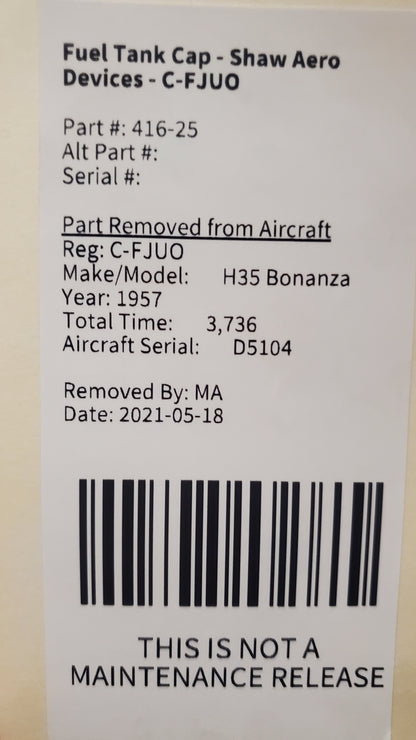 Fuel Tank Cap - Shaw Aero
Devices - C-FJUO
Part #: 416-25
Alt Part #:
Serial #:
Part Removed from Aircraft
Reg: C-FJUO
Make/Model: H35 Bonanza
Year: 1957
Total Time: 3,736
Aircraft Serial: D5104
Removed By: MA
Date: 2021-05-18
THIS IS NOT A
MAINTENANCE RELEASE